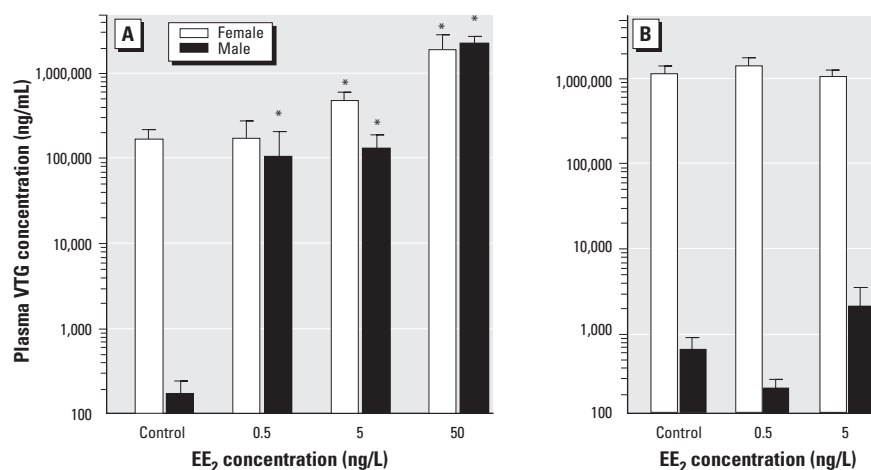 A
Female
Male
B
Plasma VTG concentration (ng/mL)
1,000,000
100,000
10,000
1,000
100
* * * * *
Control 0.5 5 50
EE2 concentration (ng/L)
1,000,000
100,000
10,000
1,000
100
Control 0.5 5
EE2 concentration (ng/L)